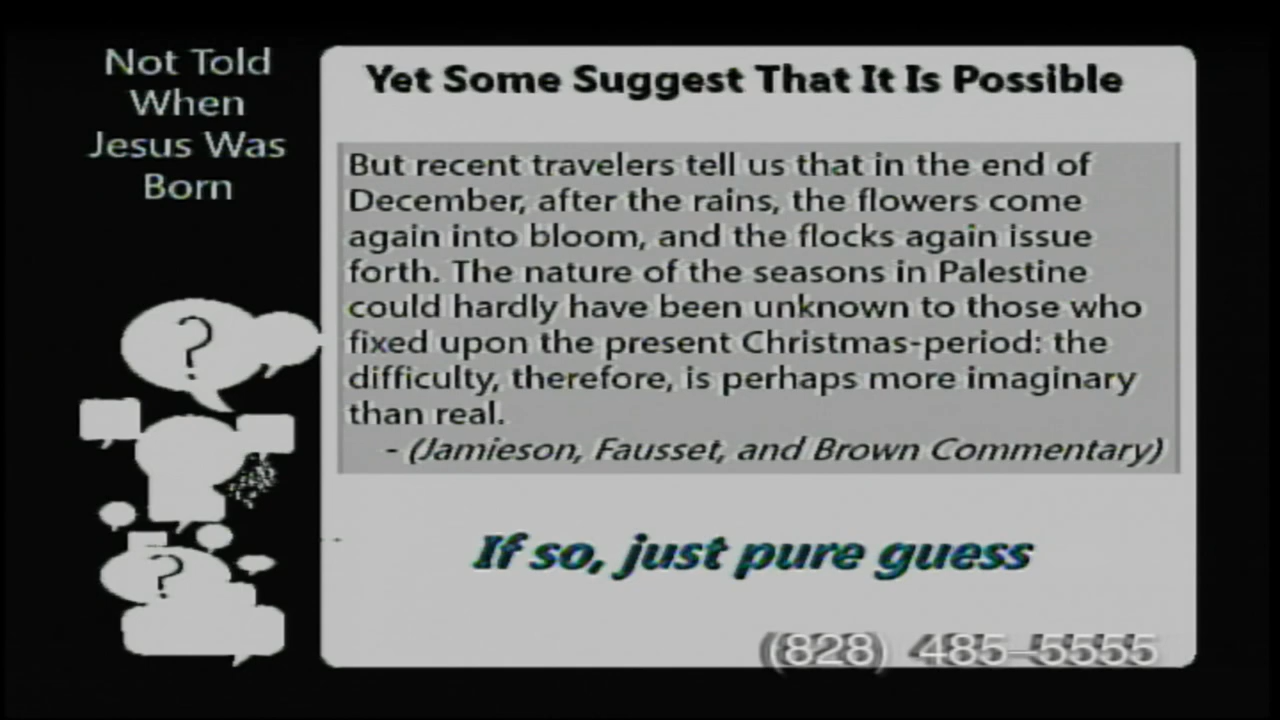 Not Told
When
Jesus Was
Born
Yet Some Suggest That It Is Possible
But recent travelers tell us that in the end of
December, after the rains, the flowers come
again into bloom, and the flocks again issue
forth. The nature of the seasons in Palestine
could hardly have been unknown to those who
fixed upon the present Christmas-period: the
difficulty, therefore, is perhaps more imaginary
than real.
- (Jamieson, Fausset, and Brown Commentary)
?
?
If so, just pure guess
(828) 485-5555